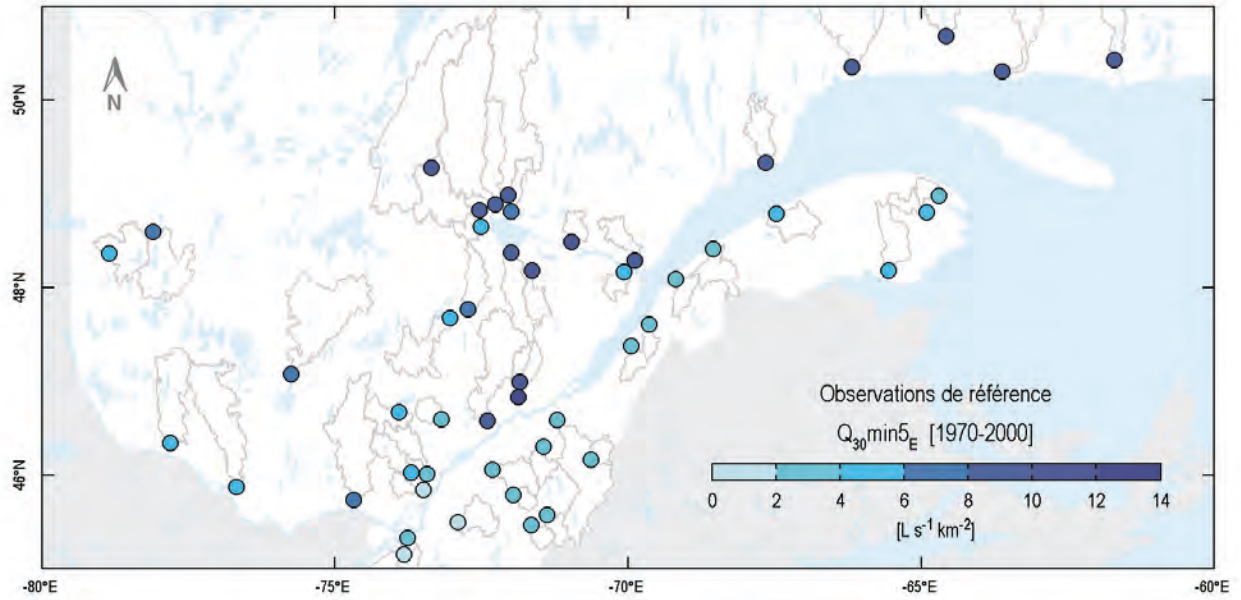 N
50°N
48°N
46°N
Observations de référence
Q30min5E [1970-2000]
0 2 4 6 8 10 12 14
[L s-1 km-2]
-80°E -75°E -70°E -65°E -60°E